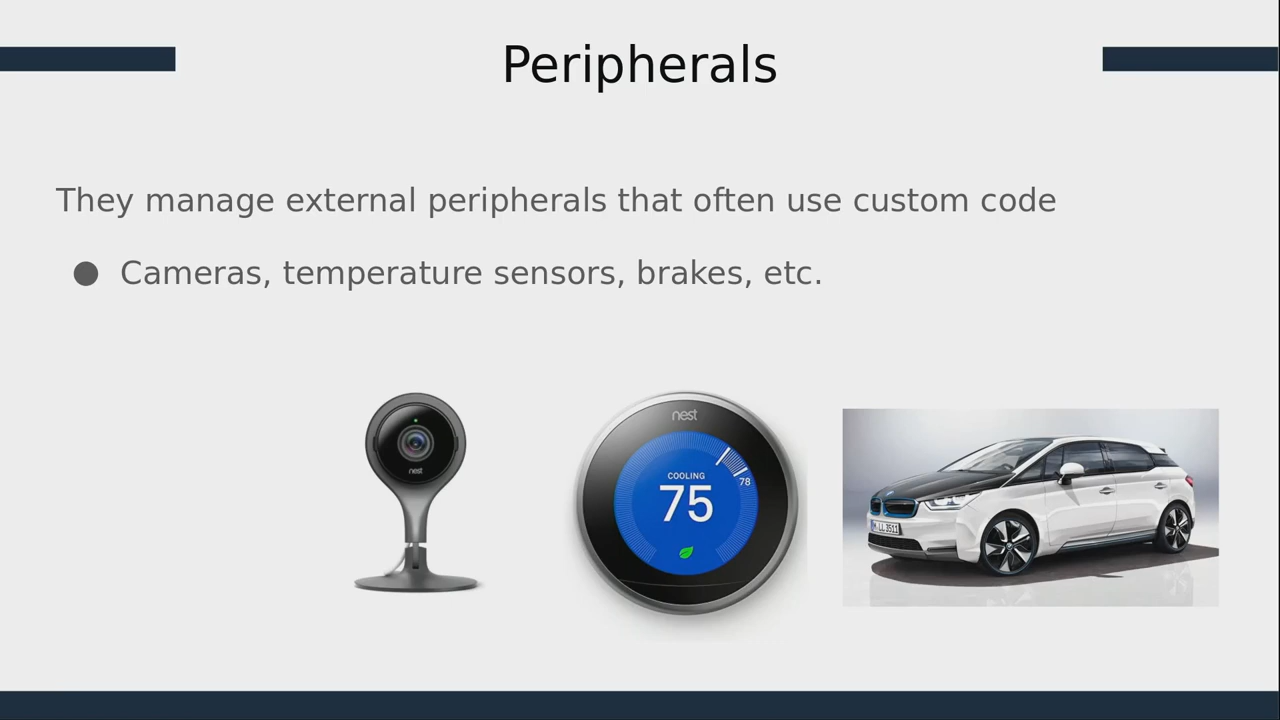 Peripherals
They manage external peripherals that often use custom code
● Cameras, temperature sensors, brakes, etc.
nest
nest
COOLING
75
78